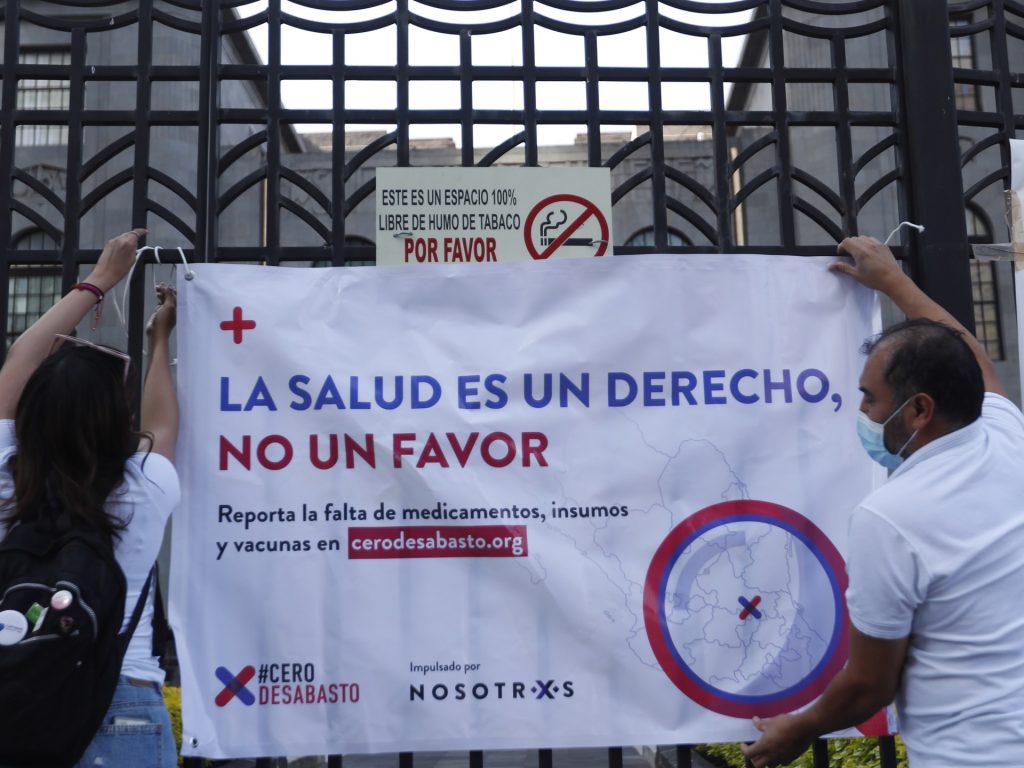 ESTE ES UN ESPACIO 100%
LIBRE DE HUMO DE TABACO
POR FAVOR
LA SALUD ES UN DERECHO,
NO UN FAVOR
Reporta la falta de medicamentos, insumos
y vacunas en cerodesabasto.org
#CERO
DESABASTO
Impulsado por
NOSOTRXS